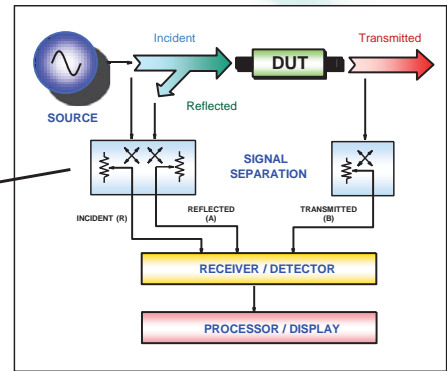 Incident
Transmitted
DUT
SOURCE
Reflected
SIGNAL
SEPARATION
INCIDENT (R)
REFLECTED
(A)
TRANSMITTED
(B)
RECEIVER / DETECTOR
PROCESSOR / DISPLAY